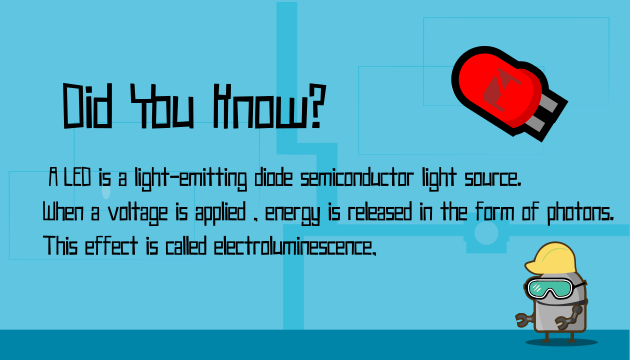 Did You Know?
A LED is a light-emitting diode semiconductor light source.
When a voltage is applied , energy is released in the form of photons.
This effect is called electroluminescence.